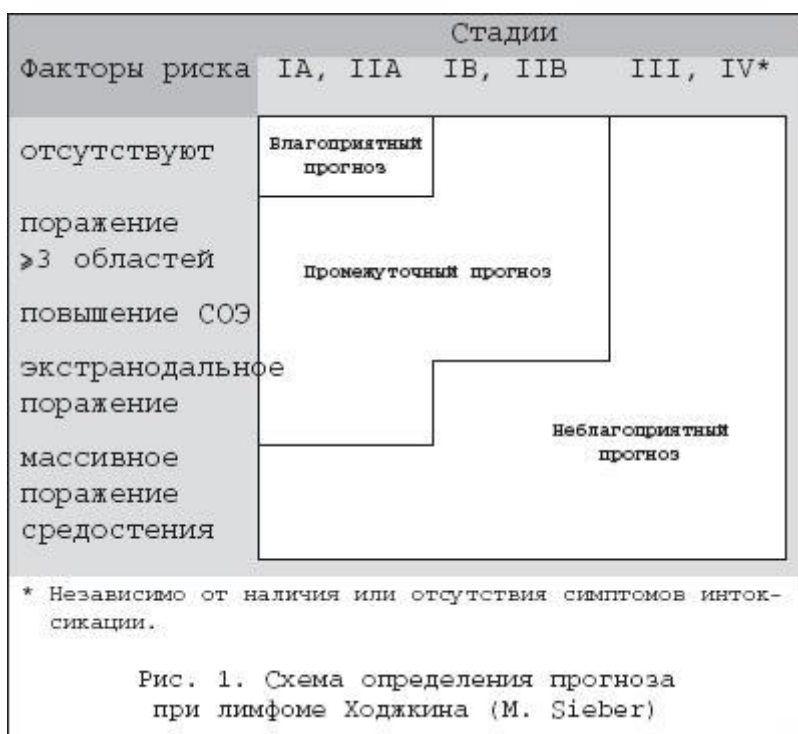 Стадии
Факторы риска IA, IIA IB, IIB III, IV*
отсутствуют
Благоприятный
прогноз
поражение
⩾3 областей
Промежуточный прогноз
повышение СОЭ
экстранодальное
поражение
Неблагоприятный
прогноз
массивное
поражение
средостения
* Независимо от наличия или отсутствия симптомов инток-
сикации.
Рис. 1. Схема определения прогноза
при лимфоме Ходжкина (M. Sieber)